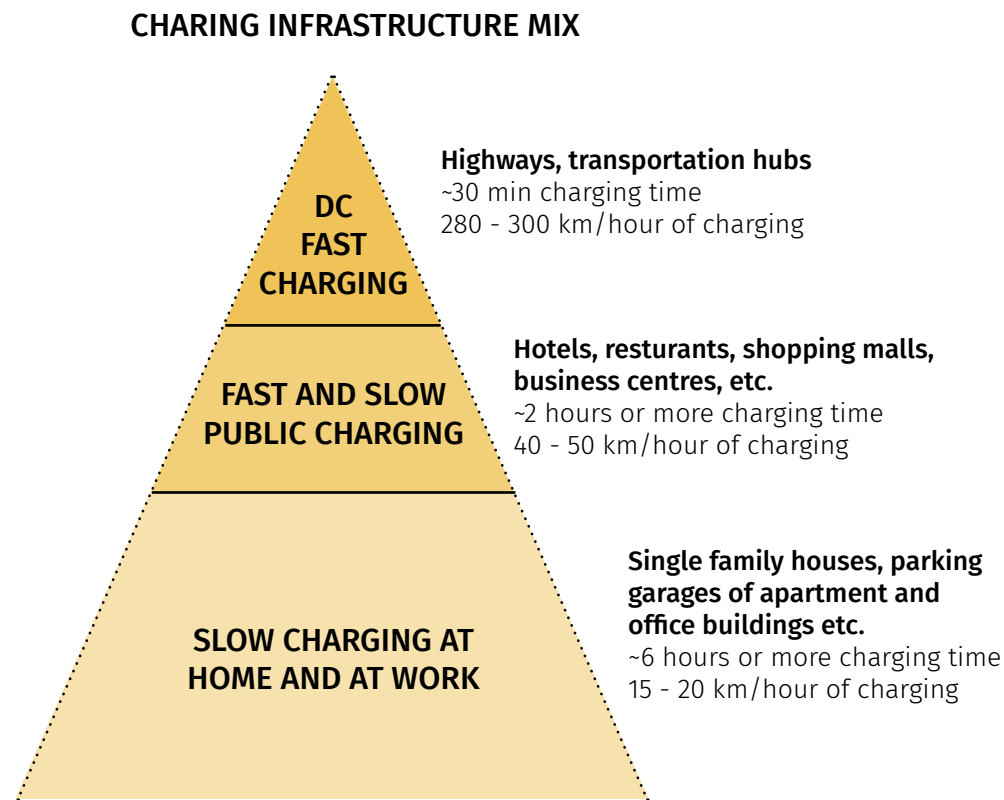 CHARING INFRASTRUCTURE MIX
DC
FAST
CHARGING
Highways, transportation hubs
~30 min charging time
280 - 300 km/hour of charging
FAST AND SLOW
PUBLIC CHARGING
Hotels, resturants, shopping malls,
business centres, etc.
~2 hours or more charging time
40 - 50 km/hour of charging
SLOW CHARGING AT
HOME AND AT WORK
Single family houses, parking
garages of apartment and
office buildings etc.
~6 hours or more charging time
15 - 20 km/hour of charging